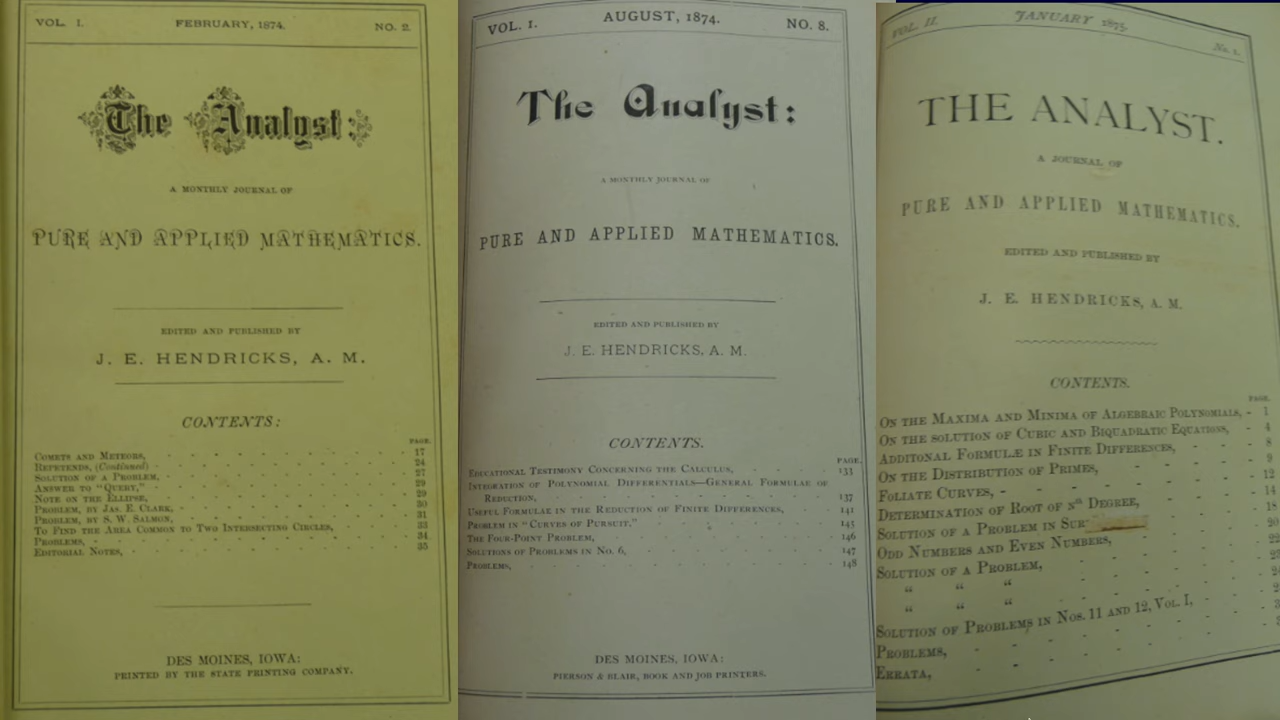 VOL. I. FEBRUARY, 1874. NO. 2.
The Analyst:
A MONTHLY JOURNAL OF
PURE AND APPLIED MATHEMATICS.
EDITED AND PUBLISHED BY
J. E. HENDRICKS, A. M.
CONTENTS:
PAGE.
COMETS AND METEORS, 17
REPETENDS, (Continued) 24
SOLUTION OF A PROBLEM, 27
ANSWER TO "QUERY," 29
NOTE ON THE ELLIPSE, 29
PROBLEM, BY JAS. E. CLARK, 30
PROBLEM, BY S. W. SALMON, 31
TO FIND THE AREA COMMON TO TWO INTERSECTING CIRCLES, 33
PROBLEMS, 34
EDITORIAL NOTES, 35
DES MOINES, IOWA:
PRINTED BY THE STATE PRINTING COMPANY.
VOL. I. AUGUST, 1874. NO. 8.
The Analyst:
A MONTHLY JOURNAL OF
PURE AND APPLIED MATHEMATICS.
EDITED AND PUBLISHED BY
J. E. HENDRICKS, A. M.
CONTENTS.
PAGE.
EDUCATIONAL TESTIMONY CONCERNING THE CALCULUS, 133
INTEGRATION OF POLYNOMIAL DIFFERENTIALS—GENERAL FORMULAE OF
REDUCTION, 137
USEFUL FORMULAE IN THE REDUCTION OF FINITE DIFFERENCES, 141
PROBLEM IN "CURVES OF PURSUIT," 145
THE FOUR-POINT PROBLEM, 146
SOLUTIONS OF PROBLEMS IN NO. 6, 147
PROBLEMS, 148
DES MOINES, IOWA:
PIERSON & BLAIR, BOOK AND JOB PRINTERS.
VOL. II. JANUARY 1875. No. 1.
THE ANALYST.
A JOURNAL OF
PURE AND APPLIED MATHEMATICS.
EDITED AND PUBLISHED BY
J. E. HENDRICKS, A. M.
CONTENTS.
PAGE.
ON THE MAXIMA AND MINIMA OF ALGEBRAIC POLYNOMIALS, - 1
ON THE SOLUTION OF CUBIC AND BIQUADRATIC EQUATIONS, - 4
ADDITONAL FORMULÆ IN FINITE DIFFERENCES, 8
ON THE DISTRIBUTION OF PRIMES, 9
FOLIATE CURVES, - 12
DETERMINATION OF ROOT OF Nth DEGREE, 14
SOLUTION OF A PROBLEM IN SUR 18
ODD NUMBERS AND EVEN NUMBERS, 20
SOLUTION OF A PROBLEM,
" " "
" " "
SOLUTION OF PROBLEMS IN NOS. 11 AND 12, VOL. I,
PROBLEMS,
ERRATA,